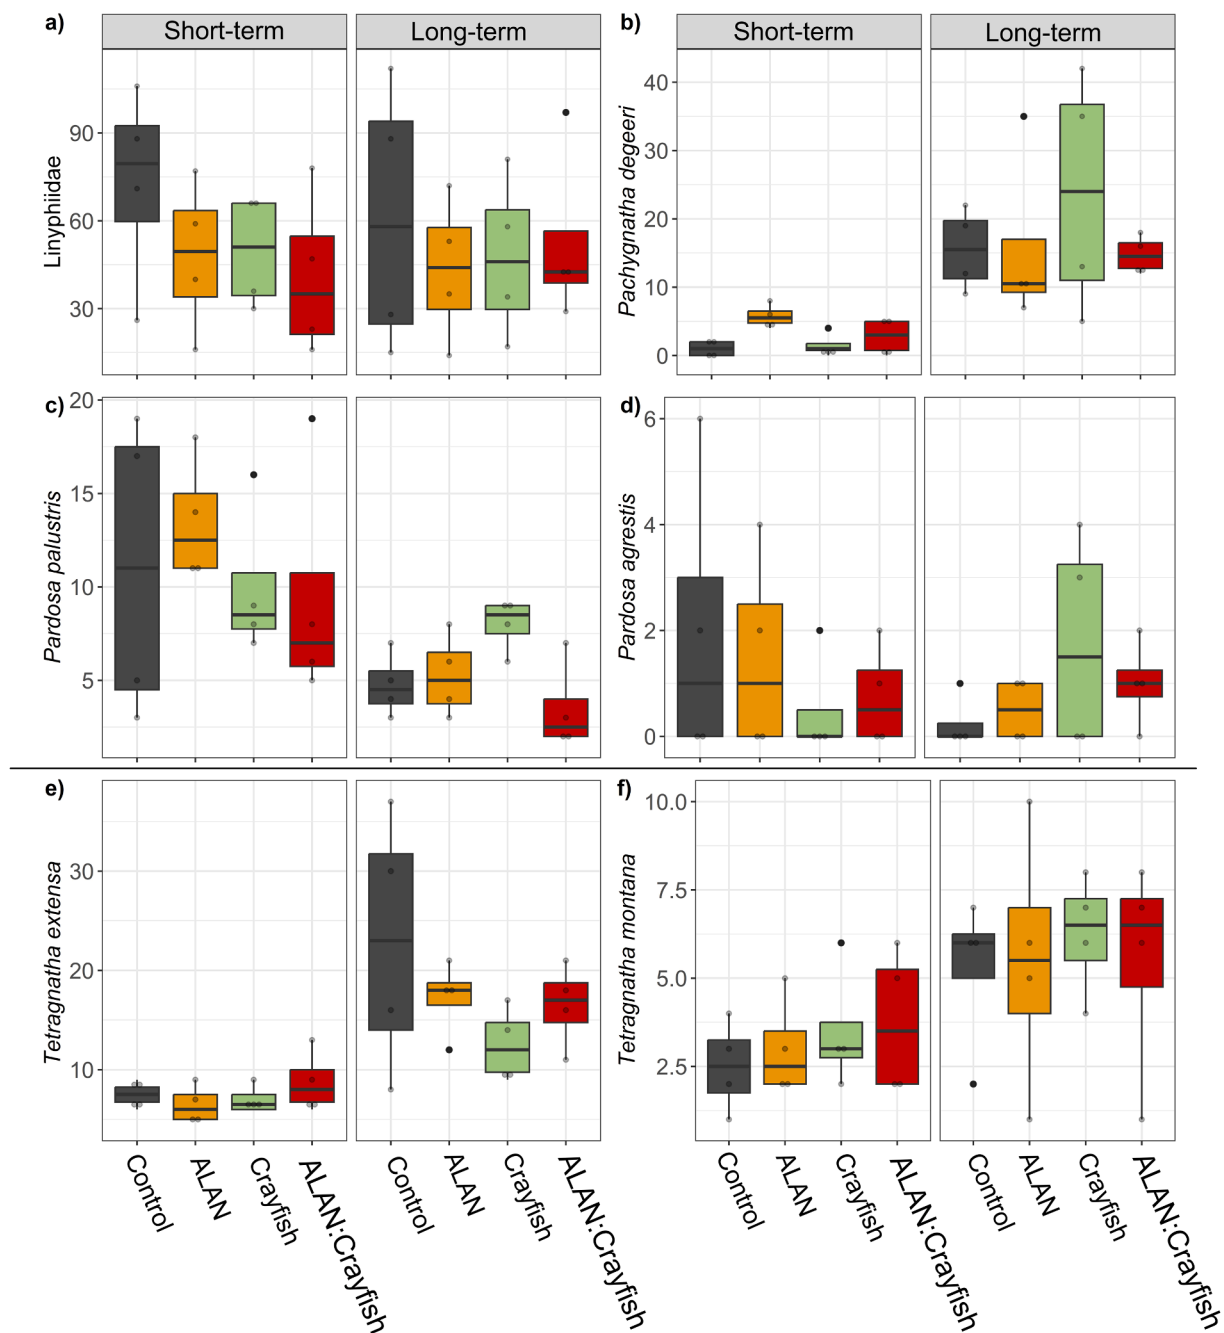 a) Short-term Long-term
b) Short-term Long-term
Linyphiidae
90
60
30
Pachygnatha degeeri
40
30
20
10
0
c)
Pardosa palustris
20
15
10
5
d)
Pardosa agrestis
6
4
2
0
e)
Tetragnatha extensa
30
20
10
f)
Tetragnatha montana
10.0
7.5
5.0
2.5
Control ALAN Crayfish ALAN:Crayfish
Control ALAN Crayfish ALAN:Crayfish
Control ALAN Crayfish ALAN:Crayfish
Control ALAN Crayfish ALAN:Crayfish